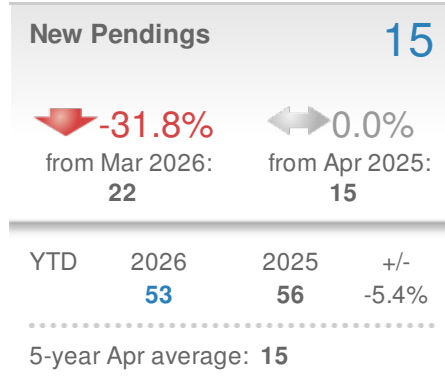 New Pendings 15
-31.8% 0.0%
from Mar 2026: from Apr 2025:
22 15
YTD 2026 2025 +/-
53 56 -5.4%
5-year Apr average: 15